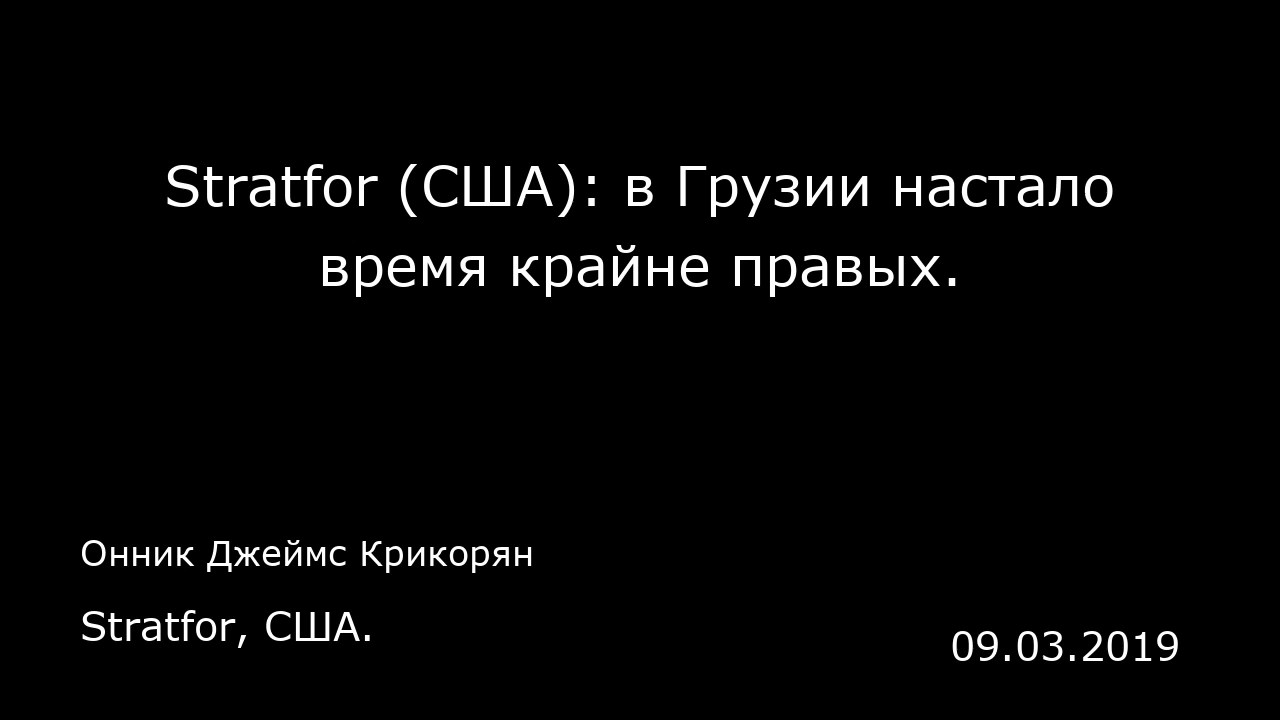 Stratfor (США): в Грузии настало
время крайне правых.
Онник Джеймс Крикорян
Stratfor, США.
09.03.2019